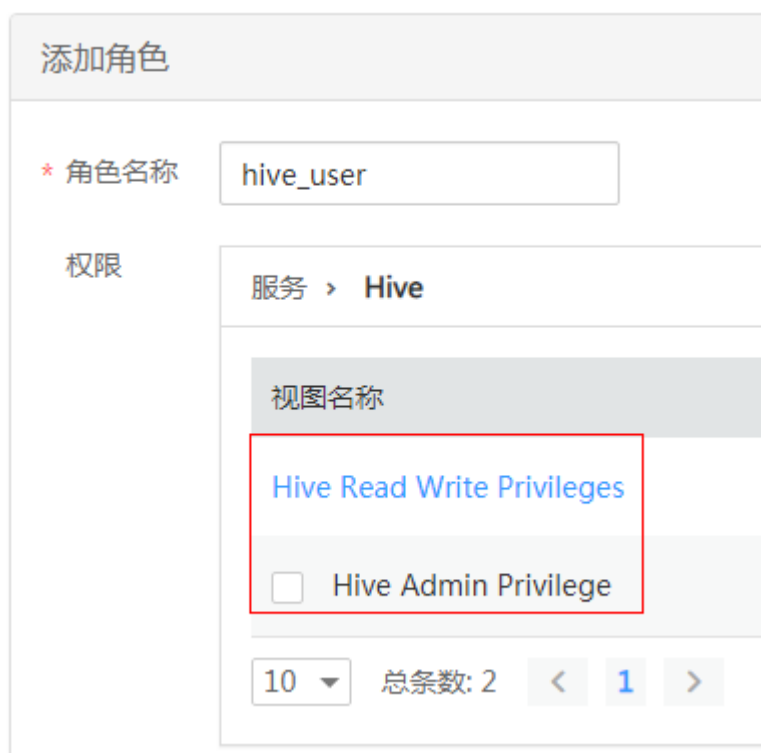 添加角色
* 角色名称 hive_user
权限
服务 › Hive
视图名称
Hive Read Write Privileges
Hive Admin Privilege
10 总条数: 2 < 1 >